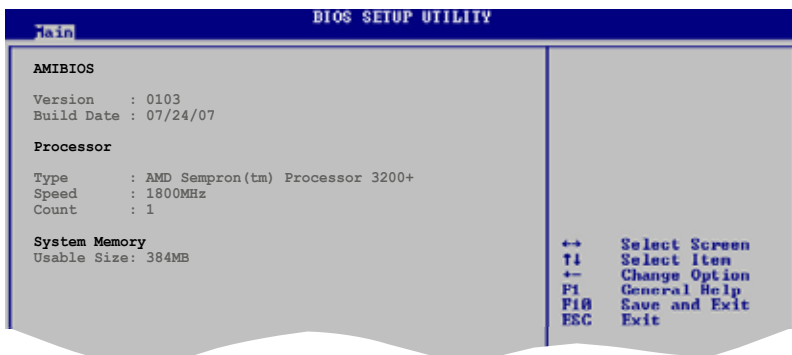 BIOS SETUP UTILITY
Main
AMIBIOS
Version : 0103
Build Date : 07/24/07
Processor
Type : AMD Sempron(tm) Processor 3200+
Speed : 1800MHz
Count : 1
System Memory
Usable Size: 384MB
↔ Select Screen
↑↓ Select Item
+- Change Option
F1 General Help
F10 Save and Exit
ESC Exit